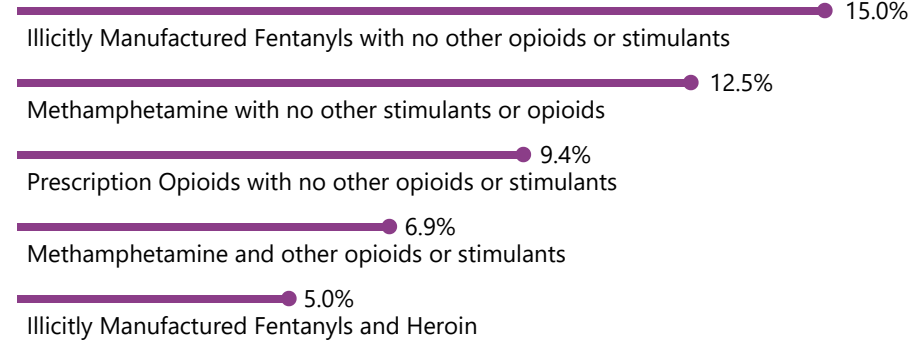 15.0%
Illicitly Manufactured Fentanyls with no other opioids or stimulants
12.5%
Methamphetamine with no other stimulants or opioids
9.4%
Prescription Opioids with no other opioids or stimulants
6.9%
Methamphetamine and other opioids or stimulants
5.0%
Illicitly Manufactured Fentanyls and Heroin